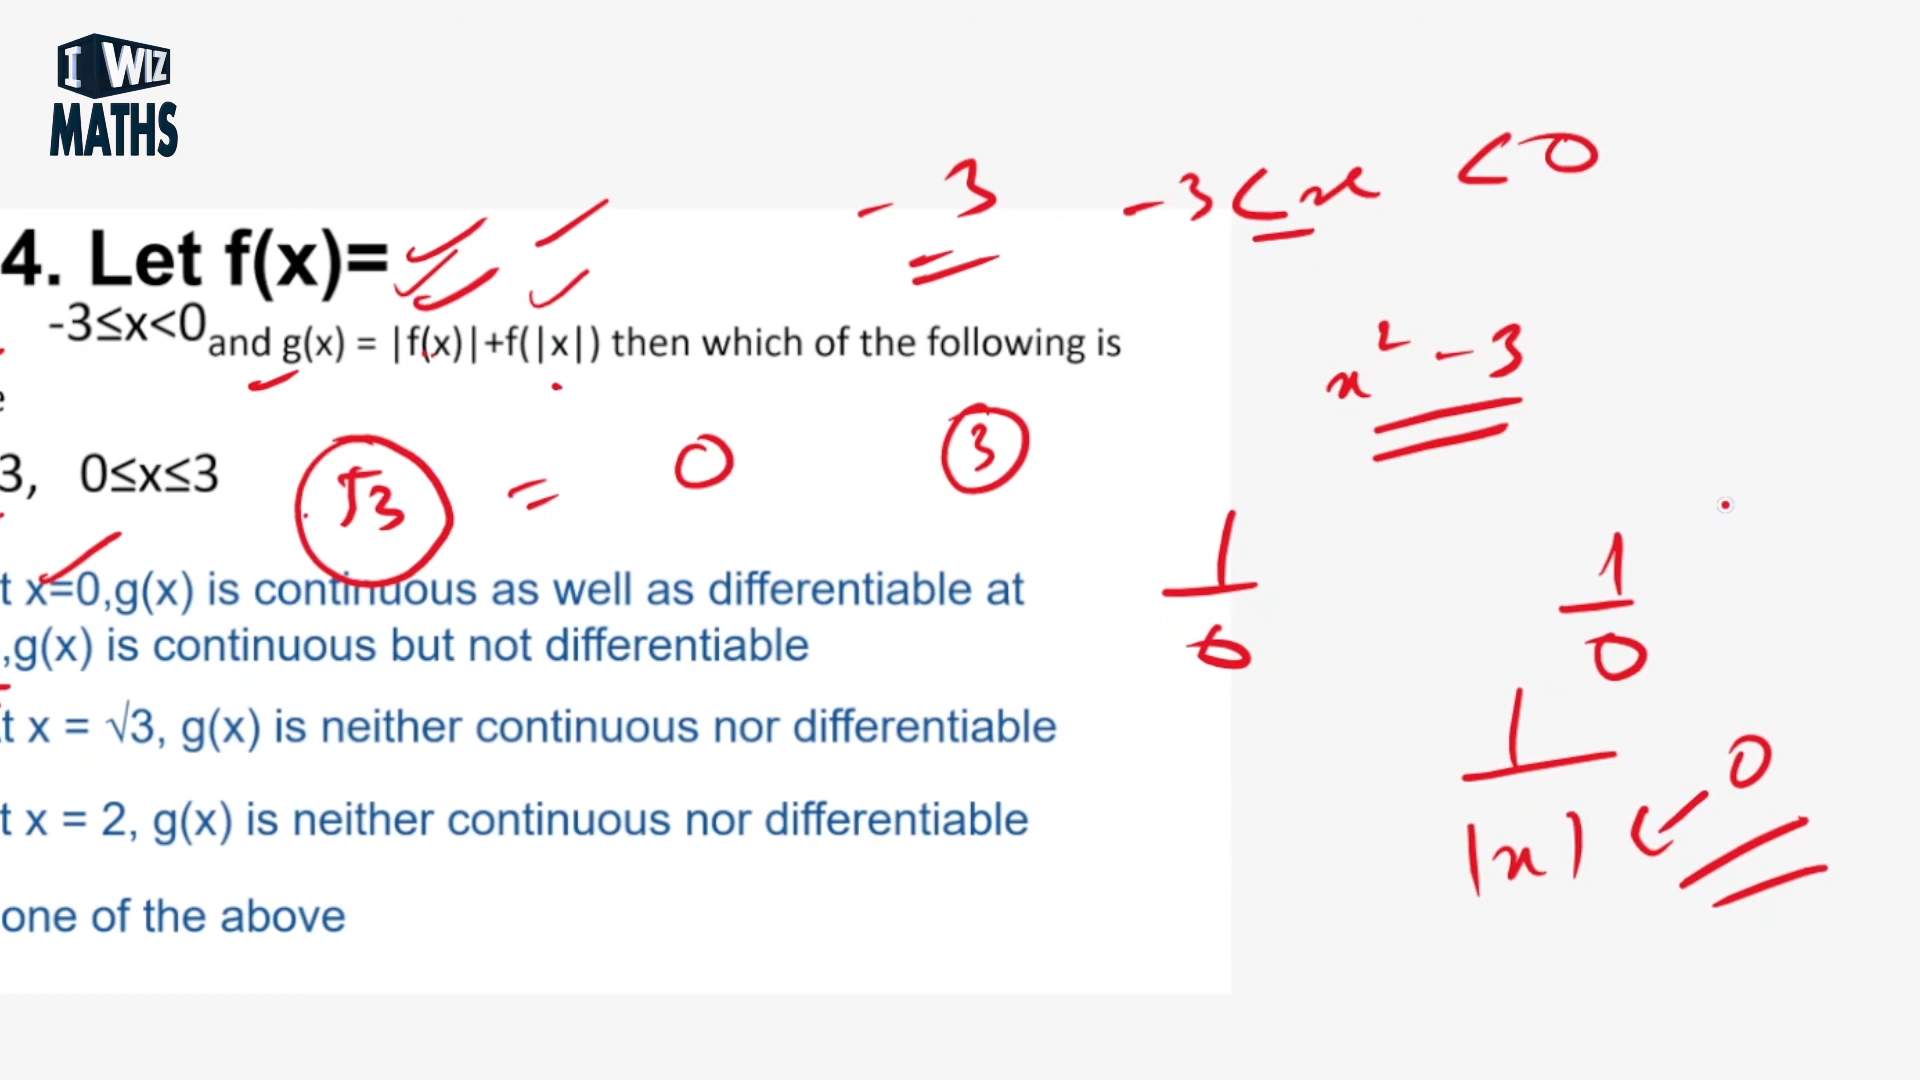 I WIZ
MATHS
- 3
-3 < x < 0
4. Let f(x)=
-3≤x<0 and g(x) = |f(x)|+f(|x|) then which of the following is
e
x² - 3
3, 0≤x≤3
√3 = 0
3
1
0
1
0
t x=0,g(x) is continuous as well as differentiable at
,g(x) is continuous but not differentiable
t x = √3, g(x) is neither continuous nor differentiable
1
|x| < 0
t x = 2, g(x) is neither continuous nor differentiable
one of the above